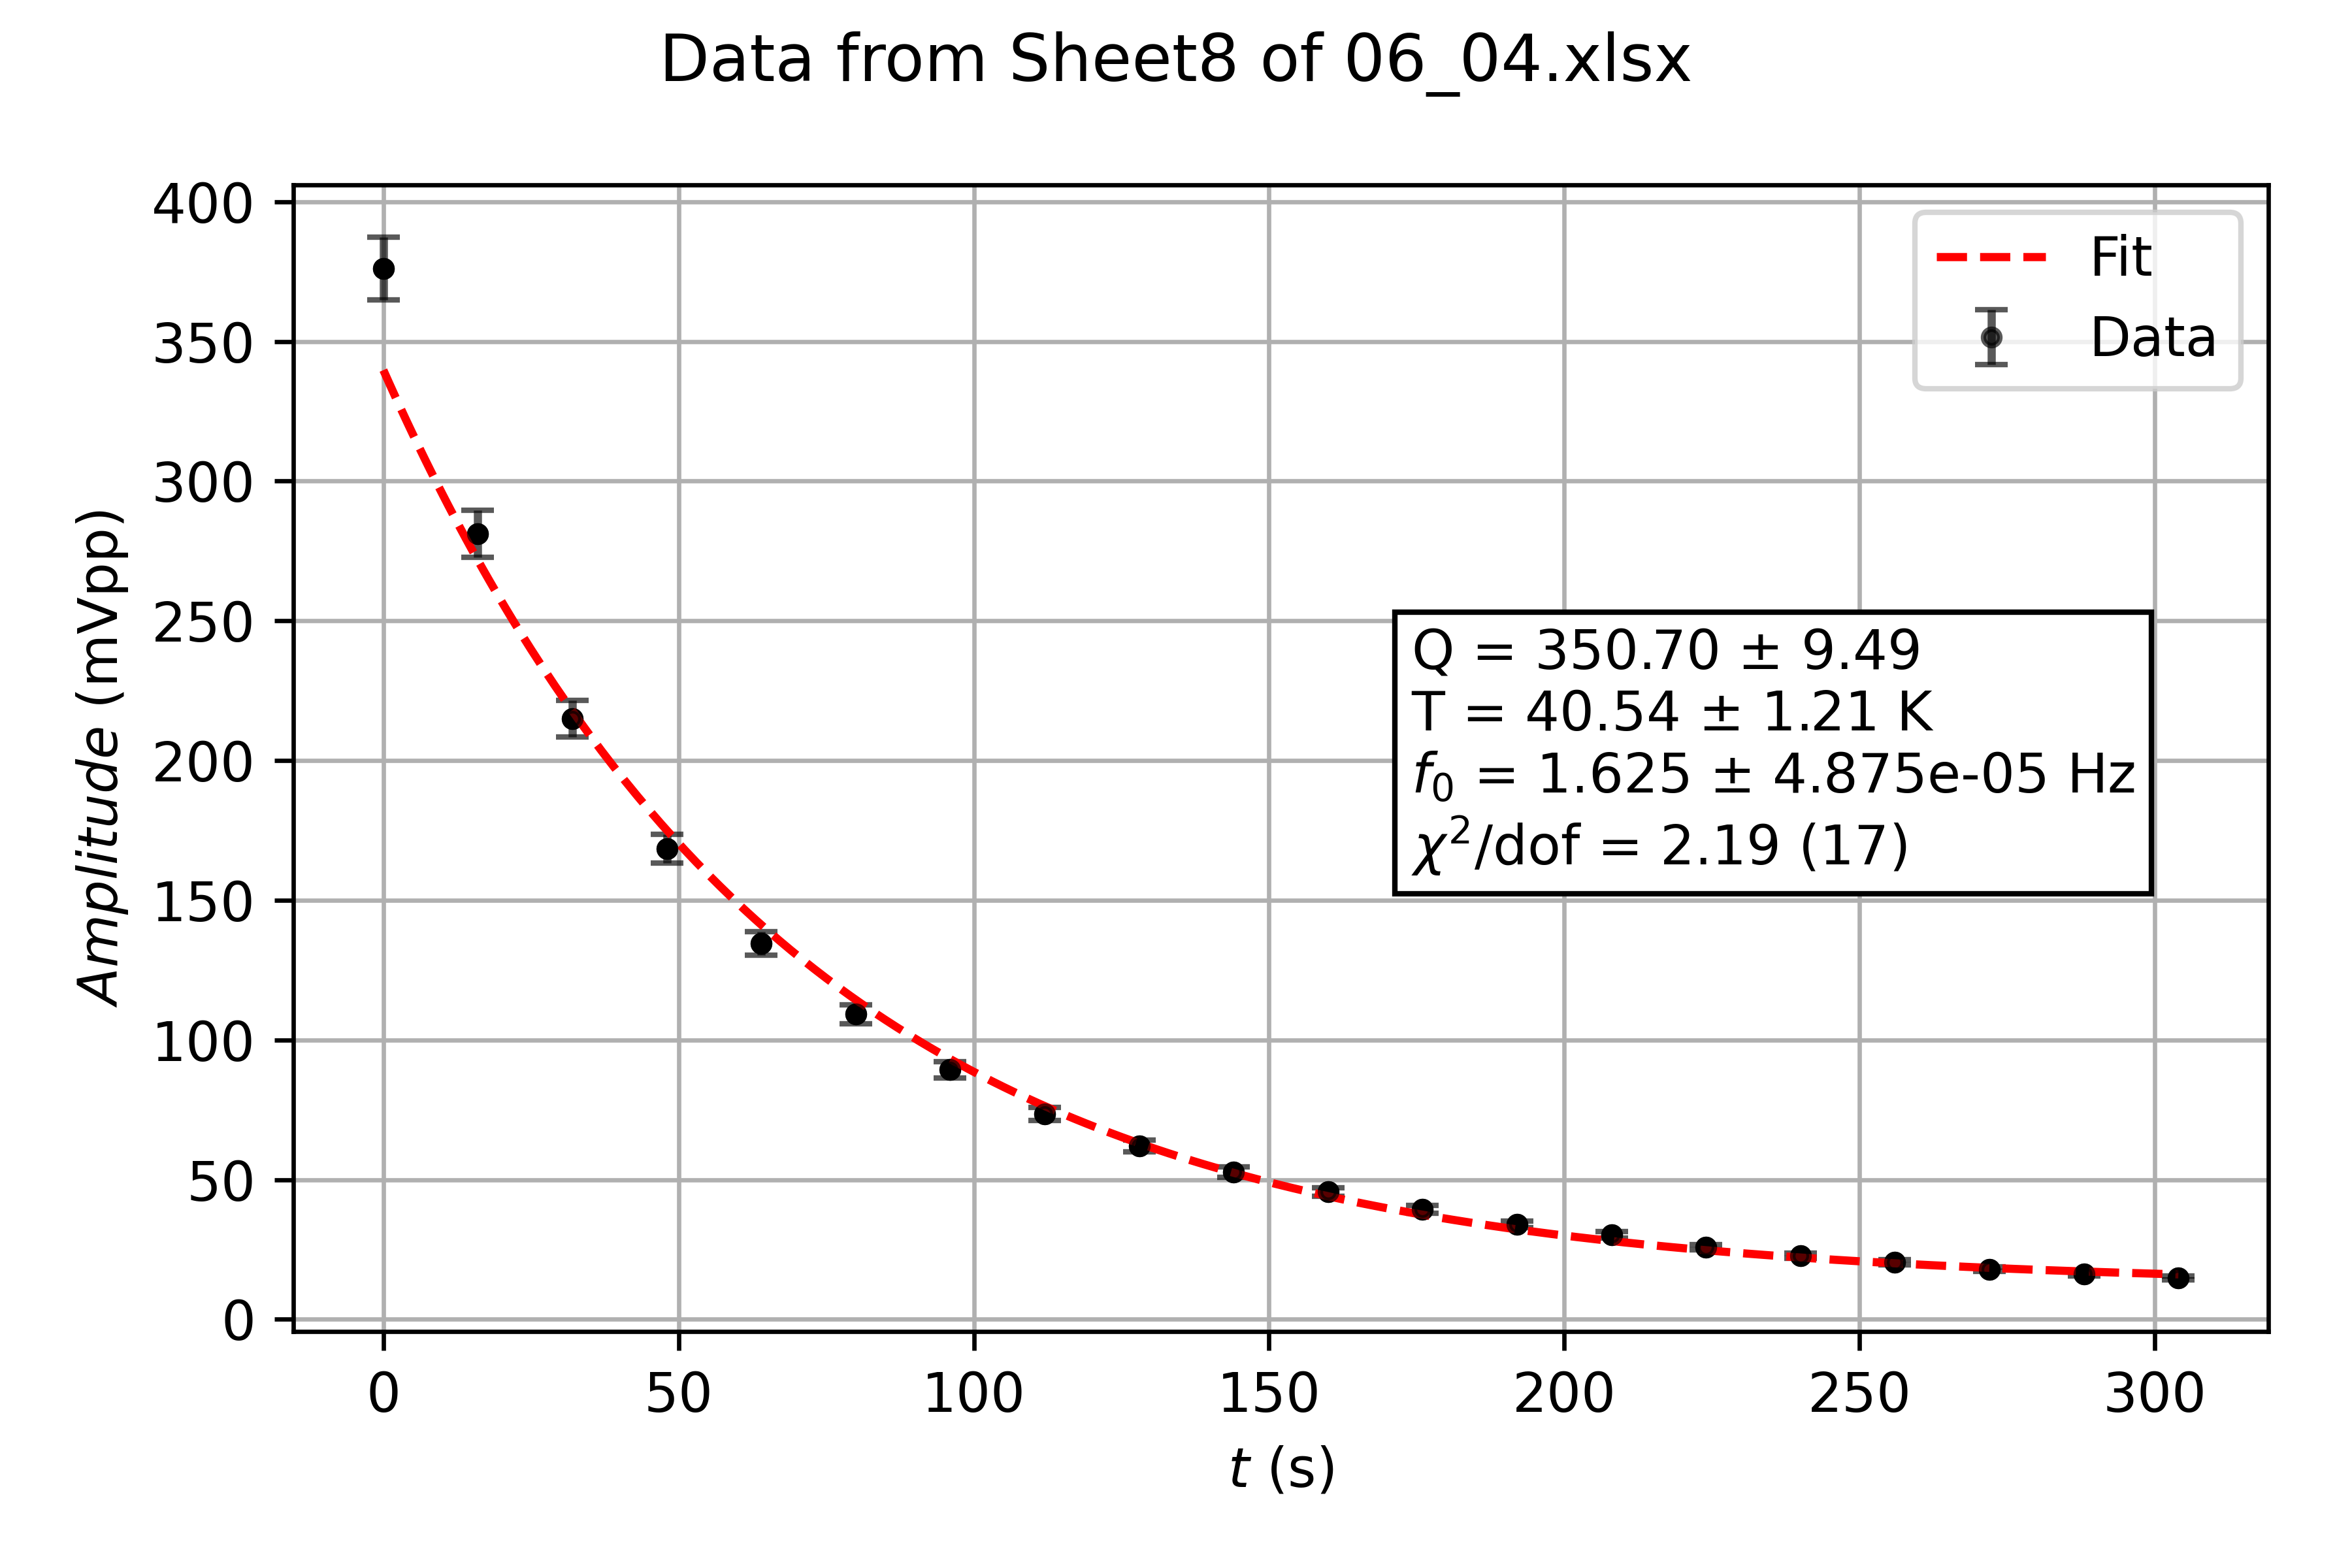 Data from Sheet8 of 06_04.xlsx
400
350
300
250
200
150
100
50
0
Amplitude (mVpp)
Fit
Data
Q = 350.70 ± 9.49
T = 40.54 ± 1.21 K
f₀ = 1.625 ± 4.875e-05 Hz
χ²/dof = 2.19 (17)
0 50 100 150 200 250 300
t (s)